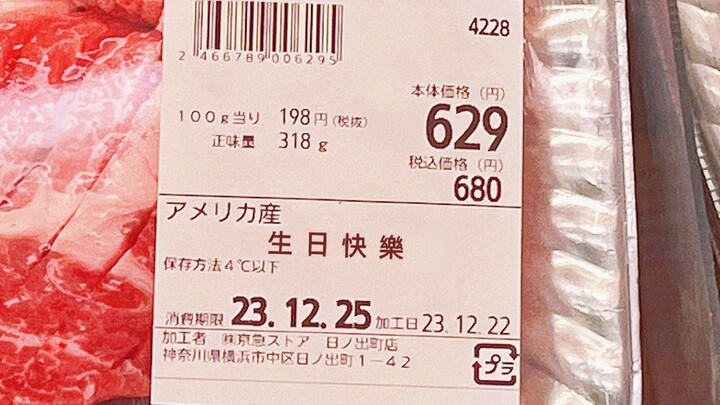 4228
2 466789 006295
本体価格 (円)
100g当り 198円(税抜) 629
正味量 318g
税込価格 (円)
680
アメリカ産
生日快樂
保存方法4℃以下
消費期限 23.12.25 加工日23.12.22
加工者 ㈱京急ストア 日ノ出町店
神奈川県横浜市中区日ノ出町1-42
プラ